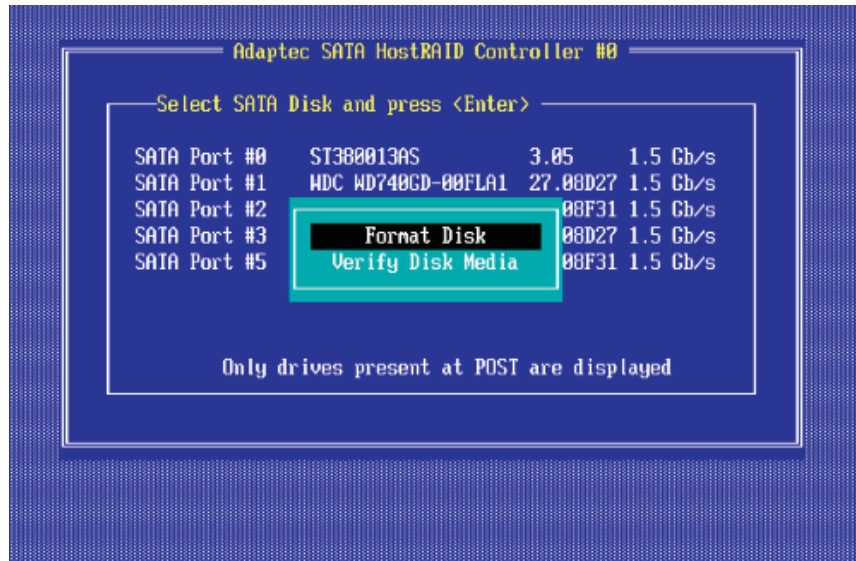 Adaptec SATA HostRAID Controller #0
Select SATA Disk and press <Enter>
SATA Port #0 ST380013AS 3.05 1.5 Gb/s
SATA Port #1 WDC WD740GD-00FLA1 27.08D27 1.5 Gb/s
SATA Port #2 08F31 1.5 Gb/s
SATA Port #3 08D27 1.5 Gb/s
SATA Port #5 08F31 1.5 Gb/s
Format Disk
Verify Disk Media
Only drives present at POST are displayed